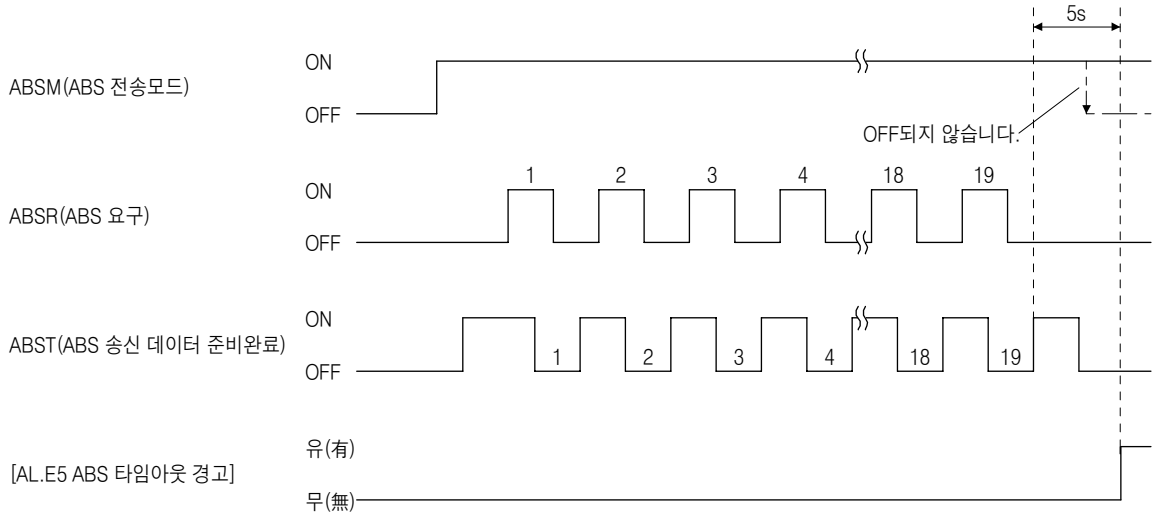 5s
ABSM(ABS 전송모드)
ON
OFF
OFF되지 않습니다.
ABSR(ABS 요구)
ON
OFF
1 2 3 4 18 19
ABST(ABS 송신 데이터 준비완료)
ON
OFF
1 2 3 4 18 19
[AL.E5 ABS 타임아웃 경고]
유(有)
무(無)